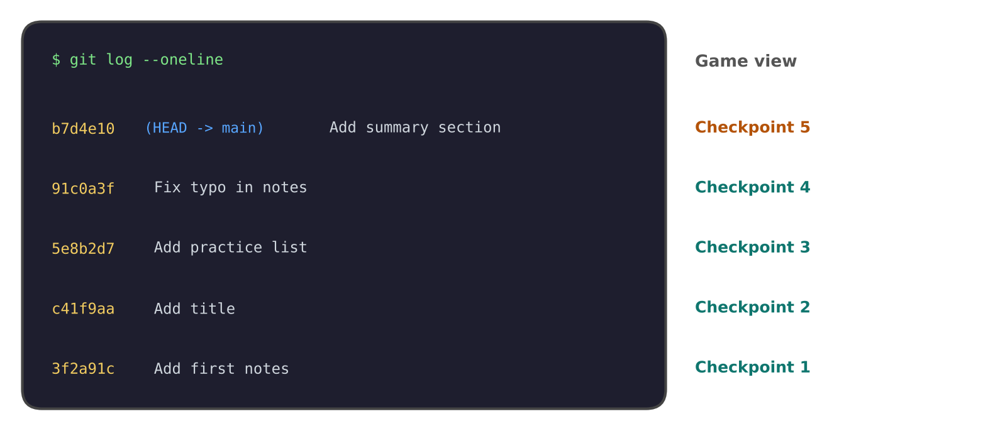 $ git log --oneline
Game view
b7d4e10 (HEAD -> main) Add summary section
Checkpoint 5
91c0a3f Fix typo in notes
Checkpoint 4
5e8b2d7 Add practice list
Checkpoint 3
c41f9aa Add title
Checkpoint 2
3f2a91c Add first notes
Checkpoint 1